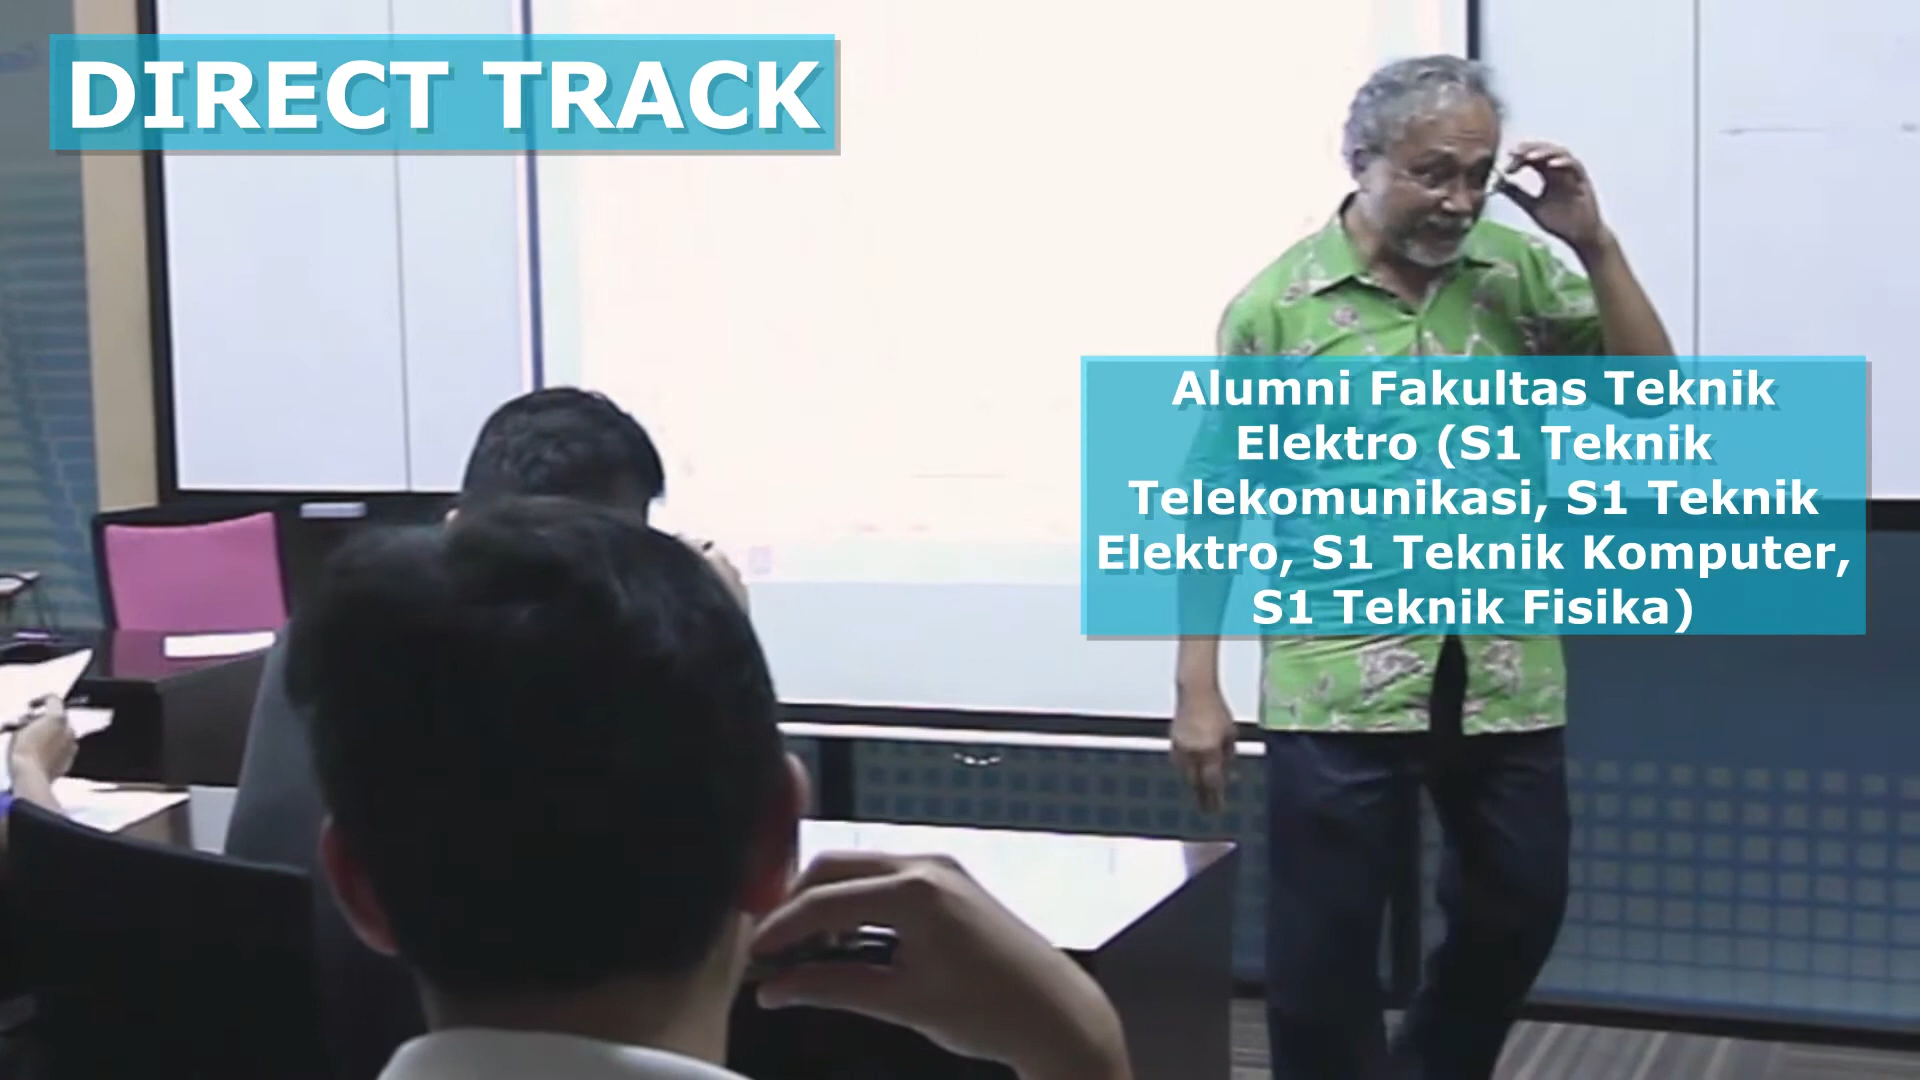 DIRECT TRACK
Alumni Fakultas Teknik
Elektro (S1 Teknik
Telekomunikasi, S1 Teknik
Elektro, S1 Teknik Komputer,
S1 Teknik Fisika)